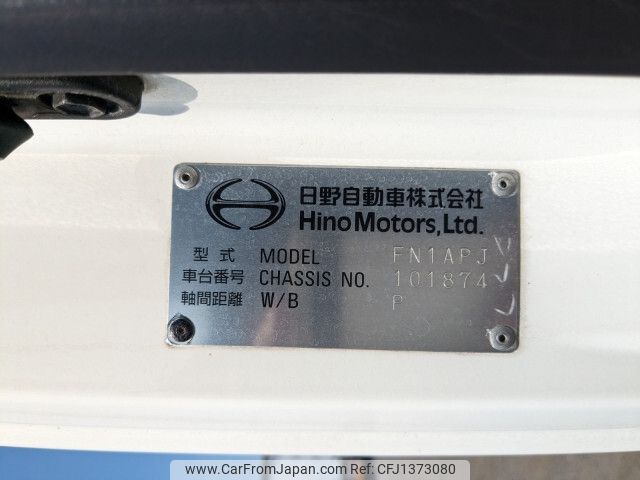 日野自動車株式会社
Hino Motors, Ltd.
型式 MODEL FN1APJ
車台番号 CHASSIS NO. 101874
軸間距離 W/B P
www.CarFromJapan.com CFJ1373080